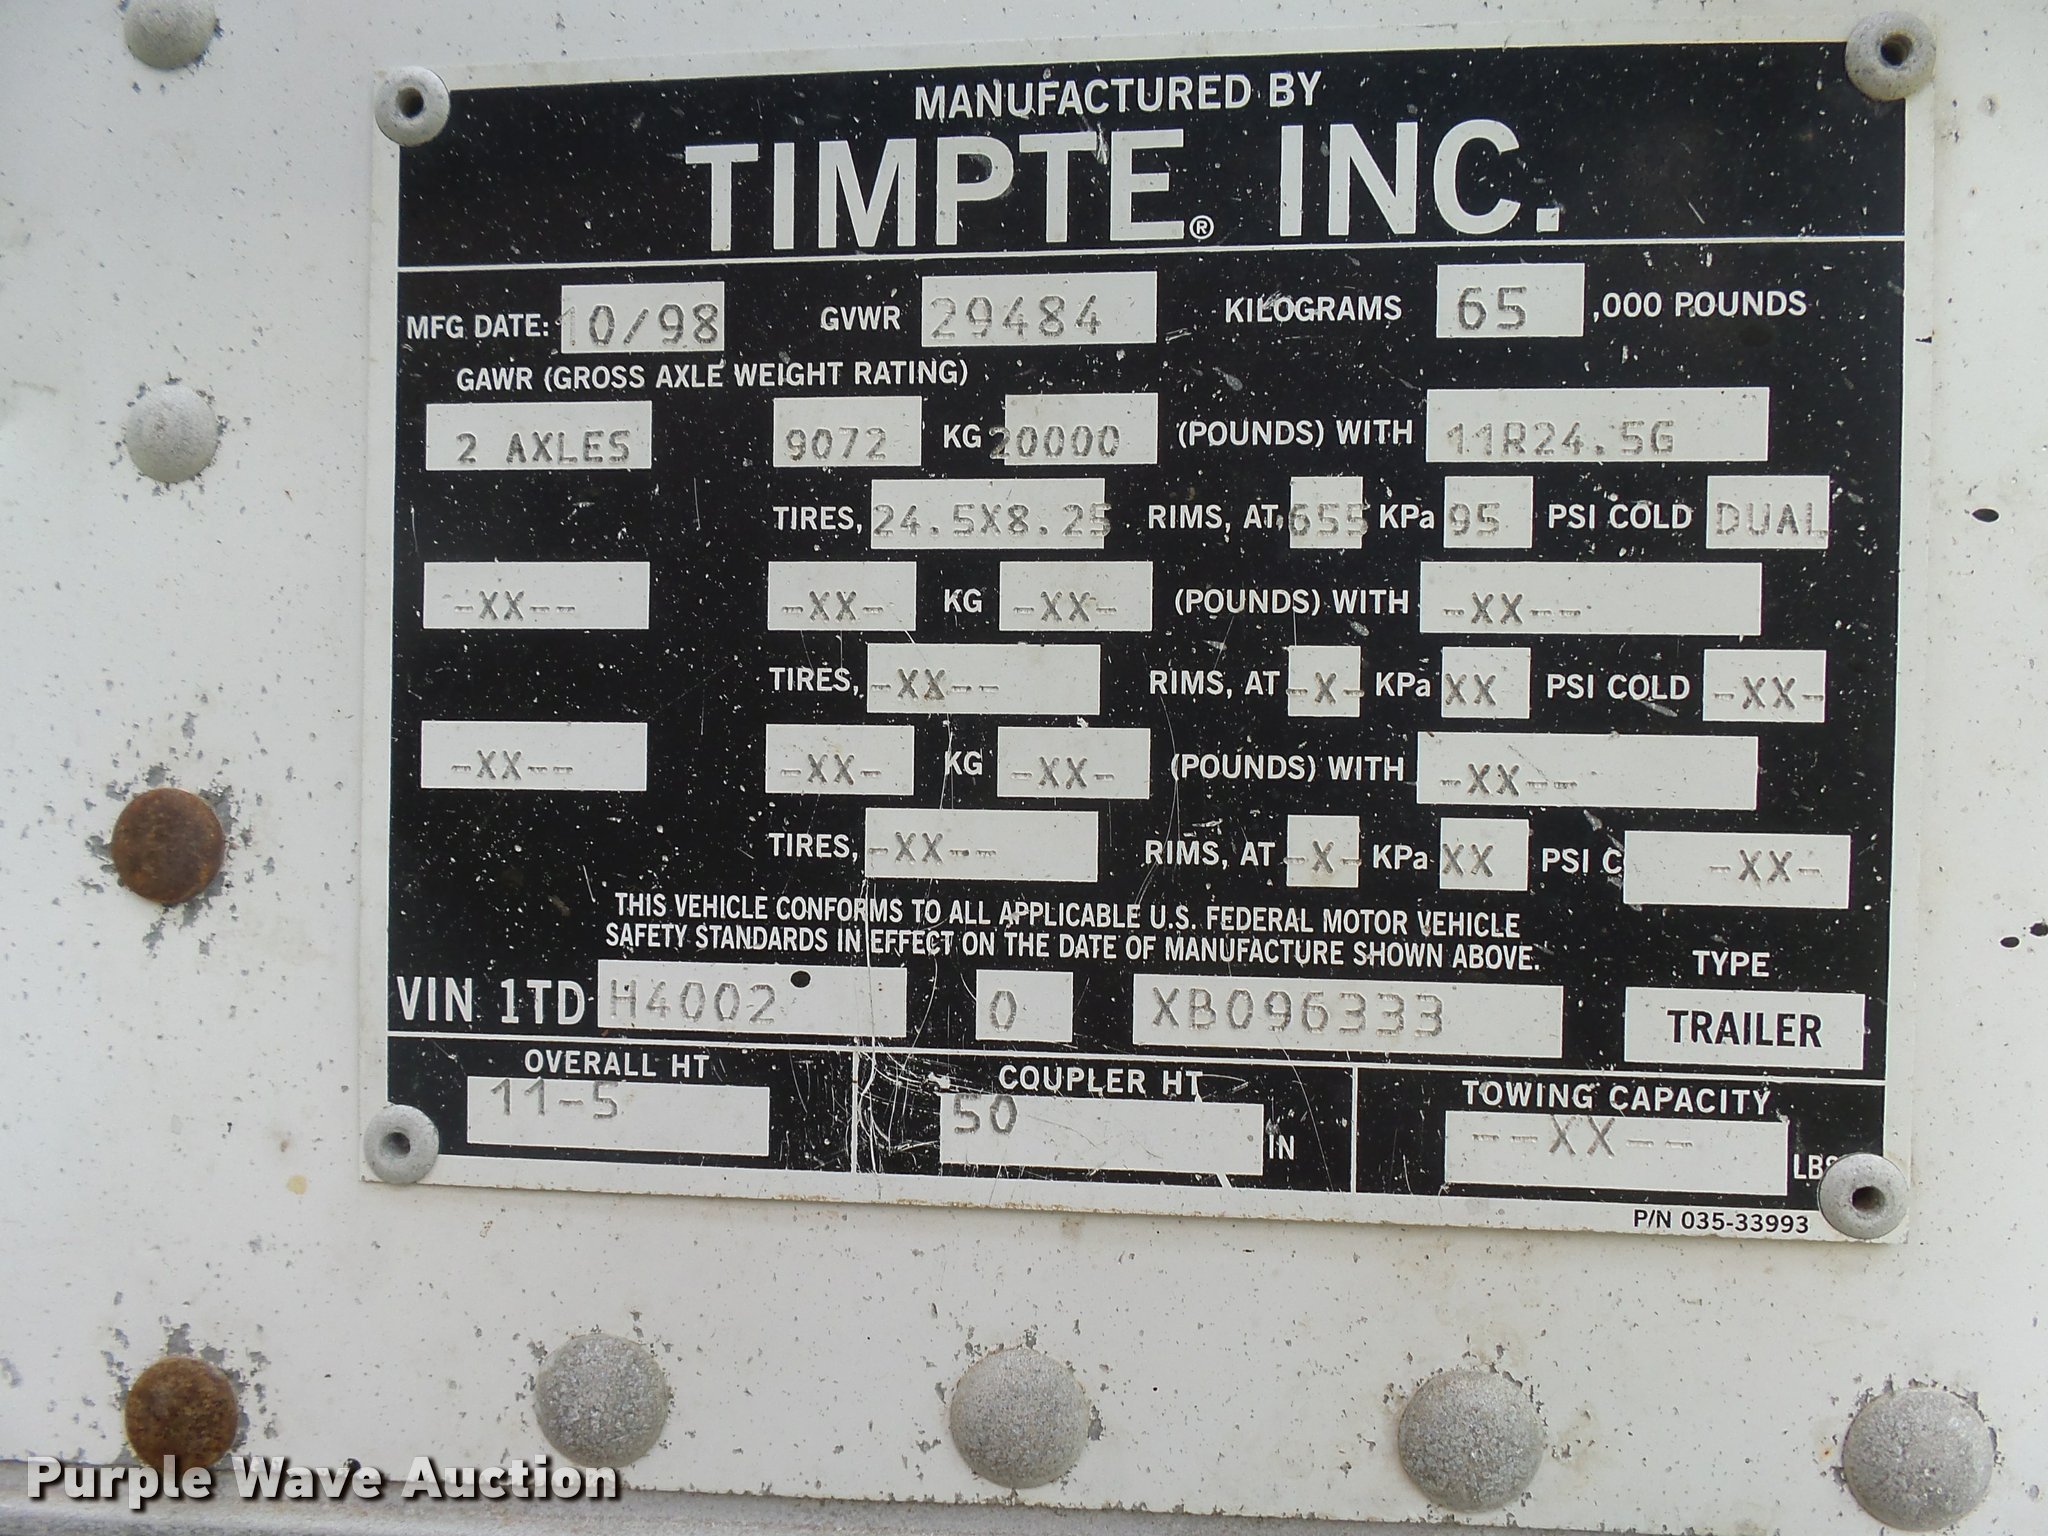 MANUFACTURED BY
TIMPTE® INC.
MFG DATE: 10/98 GVWR 29484 KILOGRAMS 65 ,000 POUNDS
GAWR (GROSS AXLE WEIGHT RATING)
2 AXLES 9072 KG 20000 (POUNDS) WITH 11R24.5G
TIRES, 24.5X8.25 RIMS, AT, 655 KPa 95 PSI COLD DUAL
-XX-- -XX- KG -XX- (POUNDS) WITH -XX--
TIRES, -XX-- RIMS, AT -X- KPa XX PSI COLD -XX-
-XX-- -XX- KG -XX- (POUNDS) WITH -XX--
TIRES, -XX-- RIMS, AT -X- KPa XX PSI C -XX-
THIS VEHICLE CONFORMS TO ALL APPLICABLE U.S. FEDERAL MOTOR VEHICLE
SAFETY STANDARDS IN EFFECT ON THE DATE OF MANUFACTURE SHOWN ABOVE.
TYPE
VIN 1TD H4002 0 XB096333 TRAILER
OVERALL HT COUPLER HT TOWING CAPACITY
11-5 50 IN --XX-- LBS
P/N 035-33993
Purple Wave Auction